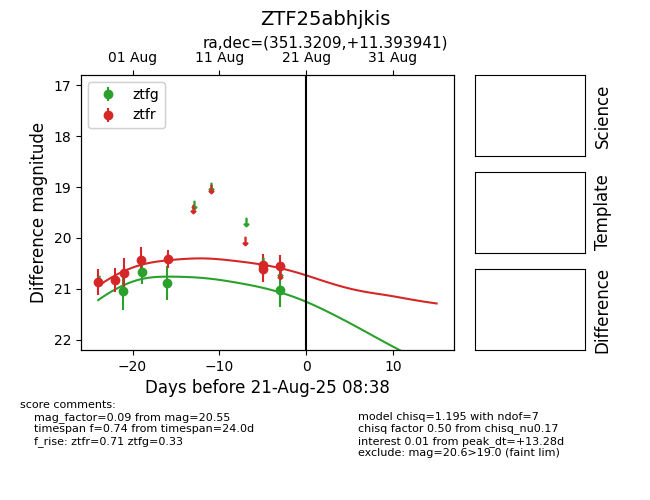 ZTF25abhjkis
ra,dec=(351.3209,+11.393941)
01 Aug 11 Aug 21 Aug 31 Aug
ztfg
ztfr
17
18
19
20
21
22
Difference magnitude
−20 −10 0 10
Days before 21-Aug-25 08:38
Science
Template
Difference
score comments:
mag_factor=0.09 from mag=20.55
timespan f=0.74 from timespan=24.0d
f_rise: ztfr=0.71 ztfg=0.33
model chisq=1.195 with ndof=7
chisq factor 0.50 from chisq_nu0.17
interest 0.01 from peak_dt=+13.28d
exclude: mag=20.6>19.0 (faint lim)